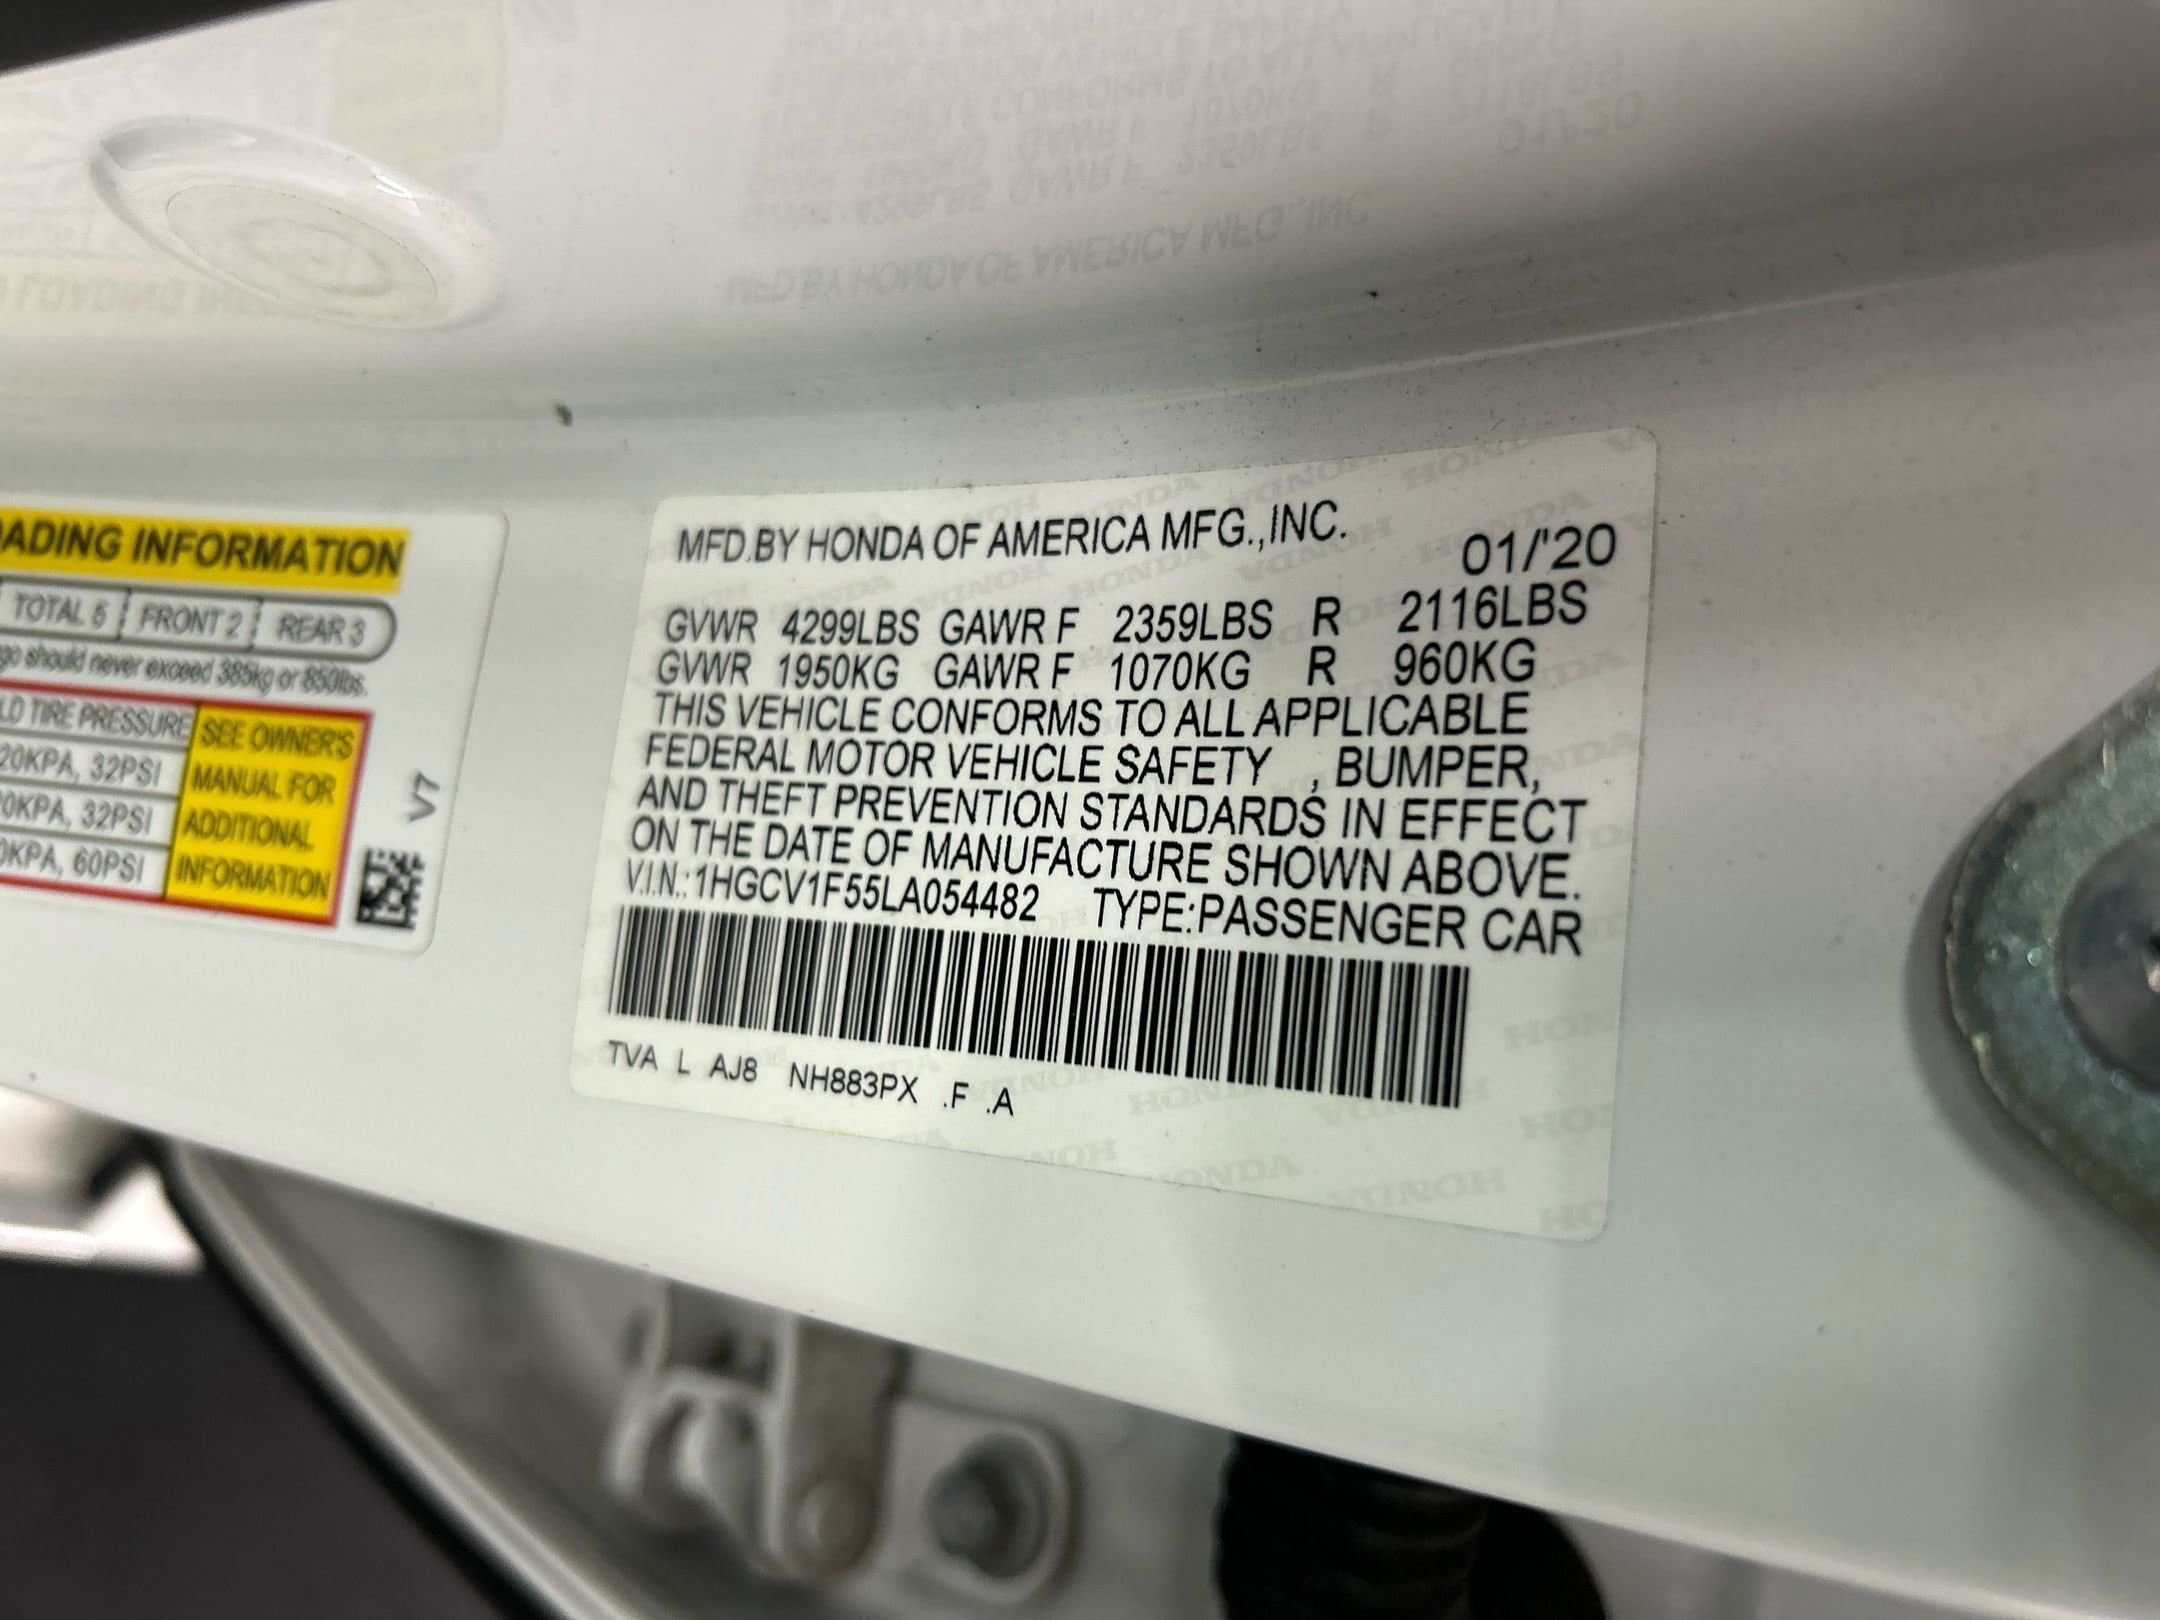 ADING INFORMATION
TOTAL 5 FRONT 2 REAR 3
go should never exceed 385kg or 850lbs.
LD TIRE PRESSURE
20KPA, 32PSI
0KPA, 32PSI
0KPA, 60PSI
SEE OWNER'S
MANUAL FOR
ADDITIONAL
INFORMATION
V7
MFD.BY HONDA OF AMERICA MFG.,INC.
01/'20
GVWR 4299LBS GAWR F 2359LBS R 2116LBS
GVWR 1950KG GAWR F 1070KG R 960KG
THIS VEHICLE CONFORMS TO ALL APPLICABLE
FEDERAL MOTOR VEHICLE SAFETY , BUMPER,
AND THEFT PREVENTION STANDARDS IN EFFECT
ON THE DATE OF MANUFACTURE SHOWN ABOVE.
V.I.N.:1HGCV1F55LA054482 TYPE:PASSENGER CAR
TVA L AJ8 NH883PX .F .A